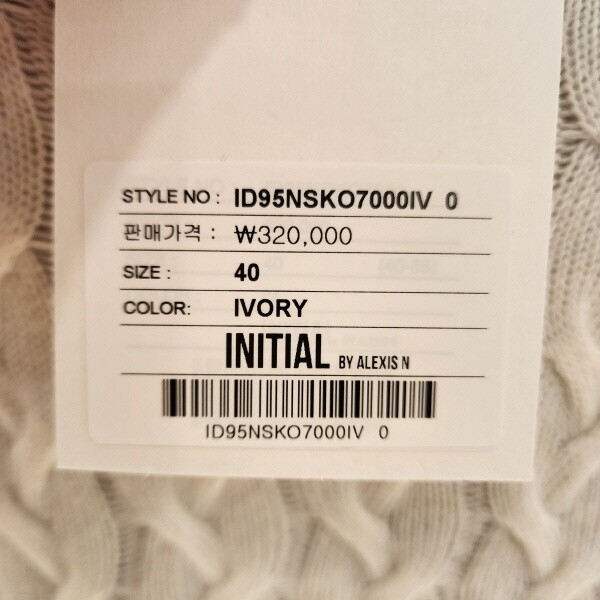 STYLE NO : ID95NSKO7000IV 0
판매가격 : ₩320,000
SIZE : 40
COLOR: IVORY
INITIAL BY ALEXIS N
ID95NSKO7000IV 0